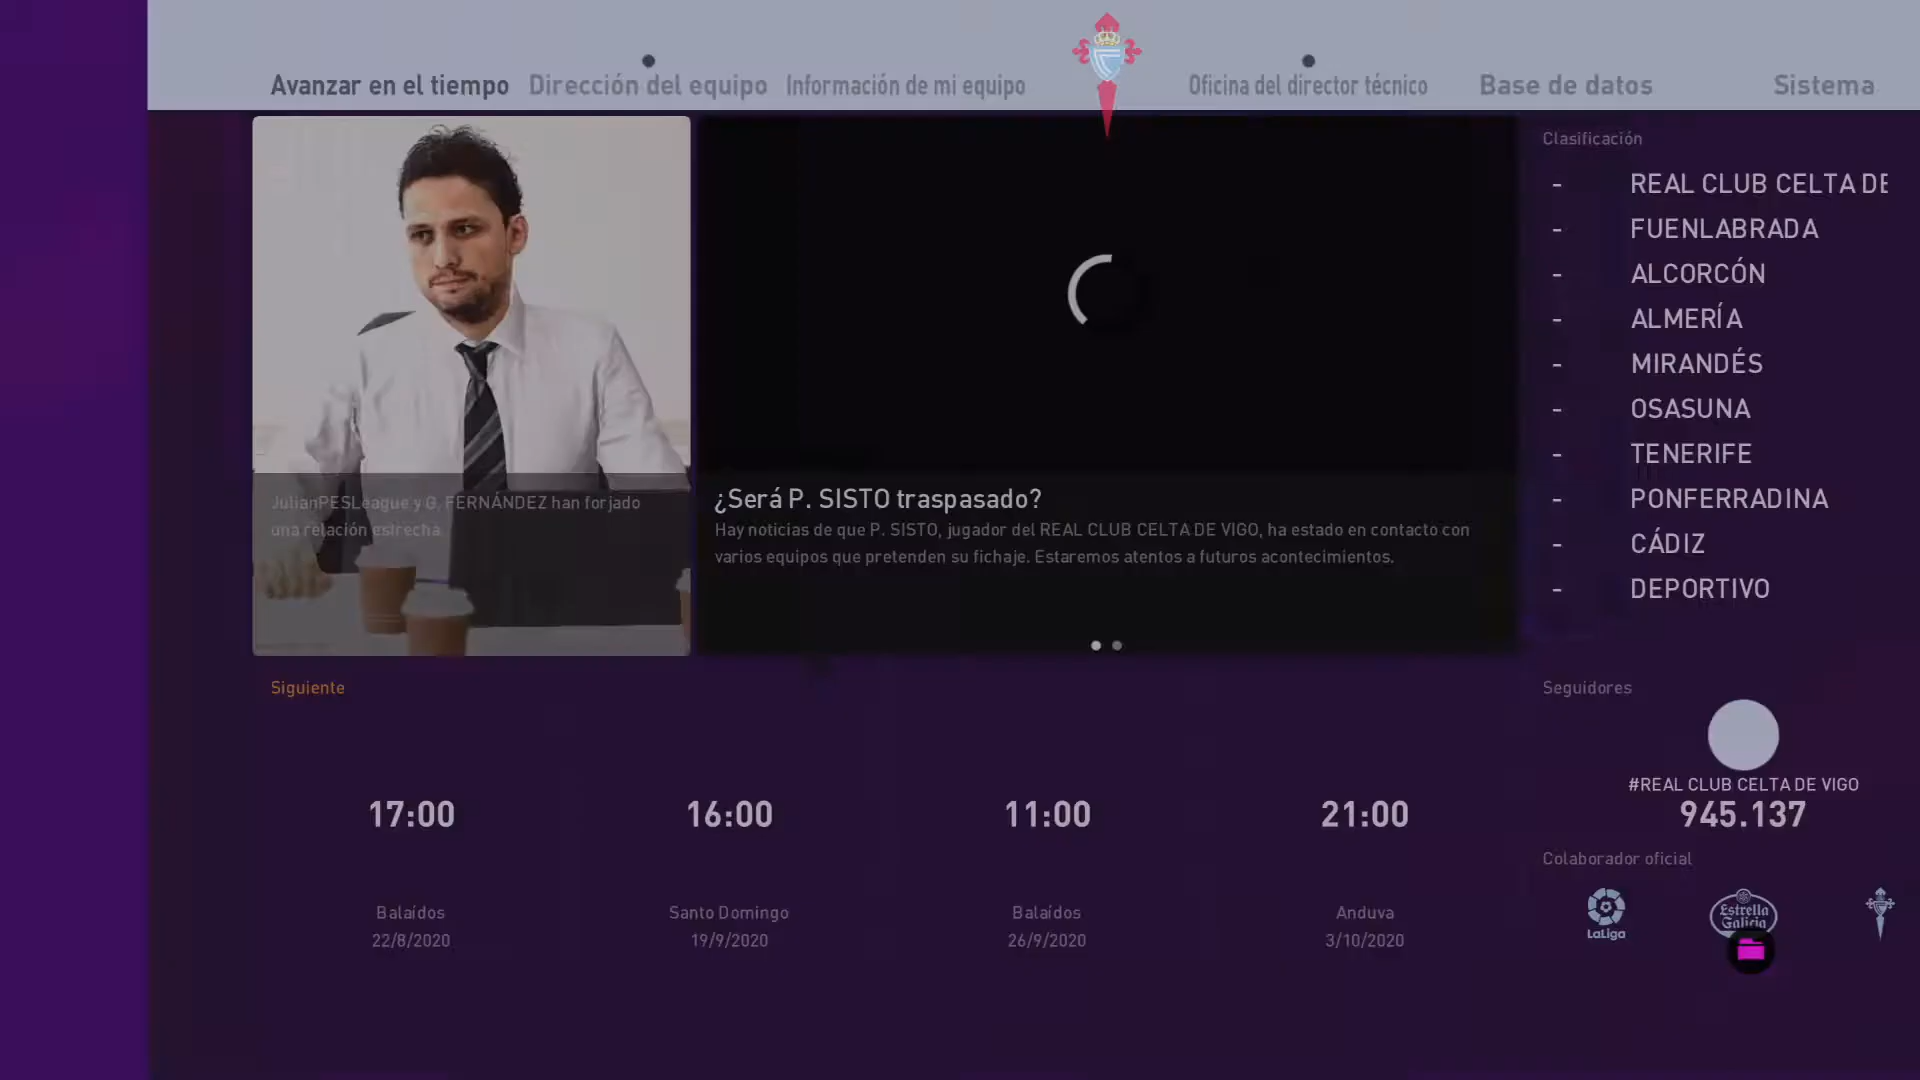 Avanzar en el tiempo
Dirección del equipo
Información de mi equipo
Oficina del director técnico
Base de datos
Sistema
JulianPESLeague y G. FERNÁNDEZ han forjado
una relación estrecha.
¿Será P. SISTO traspasado?
Hay noticias de que P. SISTO, jugador del REAL CLUB CELTA DE VIGO, ha estado en contacto con
varios equipos que pretenden su fichaje. Estaremos atentos a futuros acontecimientos.
Clasificación
- REAL CLUB CELTA DE
- FUENLABRADA
- ALCORCÓN
- ALMERÍA
- MIRANDÉS
- OSASUNA
- TENERIFE
- PONFERRADINA
- CÁDIZ
- DEPORTIVO
Siguiente
17:00
Balaídos
22/8/2020
16:00
Santo Domingo
19/9/2020
11:00
Balaídos
26/9/2020
21:00
Anduva
3/10/2020
Seguidores
#REAL CLUB CELTA DE VIGO
945.137
Colaborador oficial
LaLiga
Estrella
Galicia